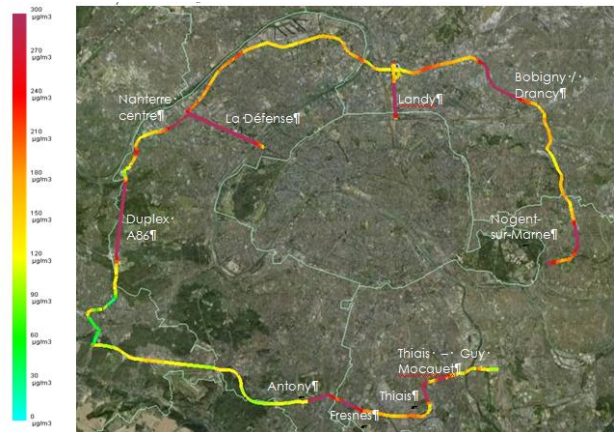 300
µg/m3
270
µg/m3
240
µg/m3
210
µg/m3
180
µg/m3
150
µg/m3
120
µg/m3
90
µg/m3
60
µg/m3
30
µg/m3
0
µg/m3
Nanterre
centre¶
La·Défense¶
Landy¶
Bobigny·/·
Drancy¶
Duplex·
A86¶
Nogent-
sur-Marne¶
Thiais·–·Guy·
Mocquet¶
Antony¶
Thiais¶
Fresnes¶